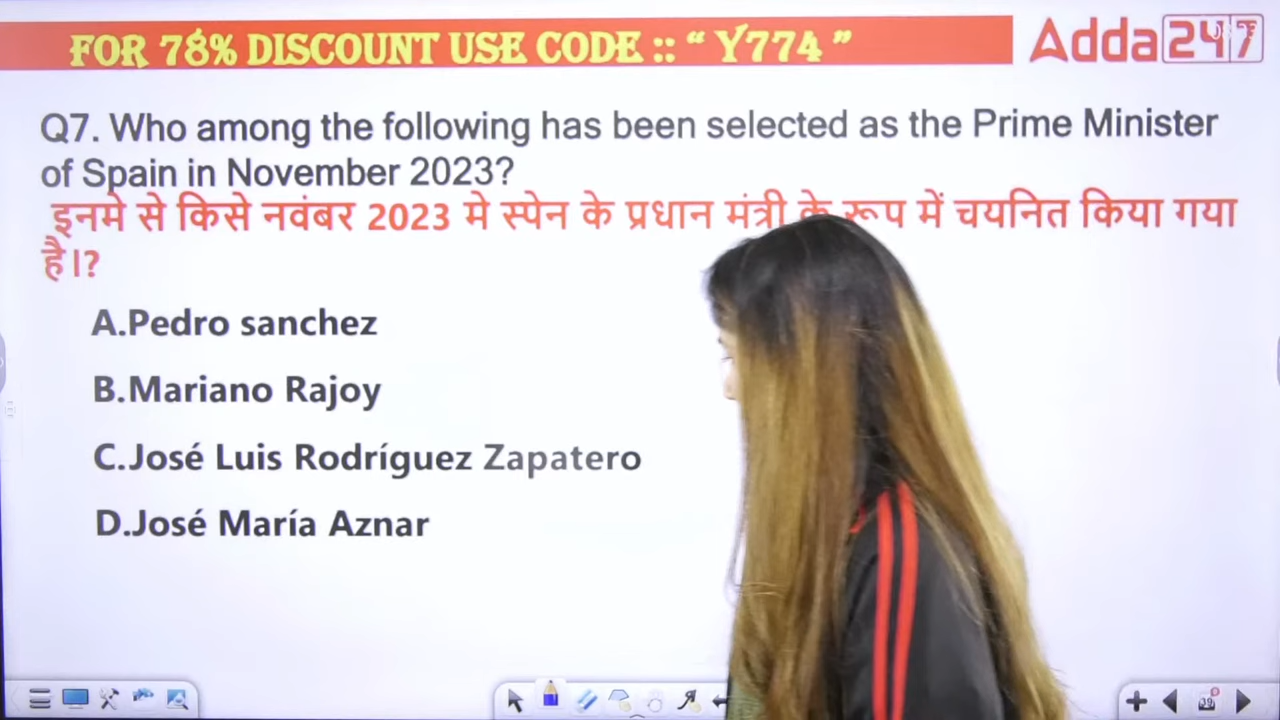 FOR 78% DISCOUNT USE CODE :: “ Y774 ”
Adda247
Q7. Who among the following has been selected as the Prime Minister
of Spain in November 2023?
इनमे से किसे नवंबर 2023 मे स्पेन के प्रधान मंत्री के रूप में चयनित किया गया
है।?
A.Pedro sanchez
B.Mariano Rajoy
C.José Luis Rodríguez Zapatero
D.José María Aznar